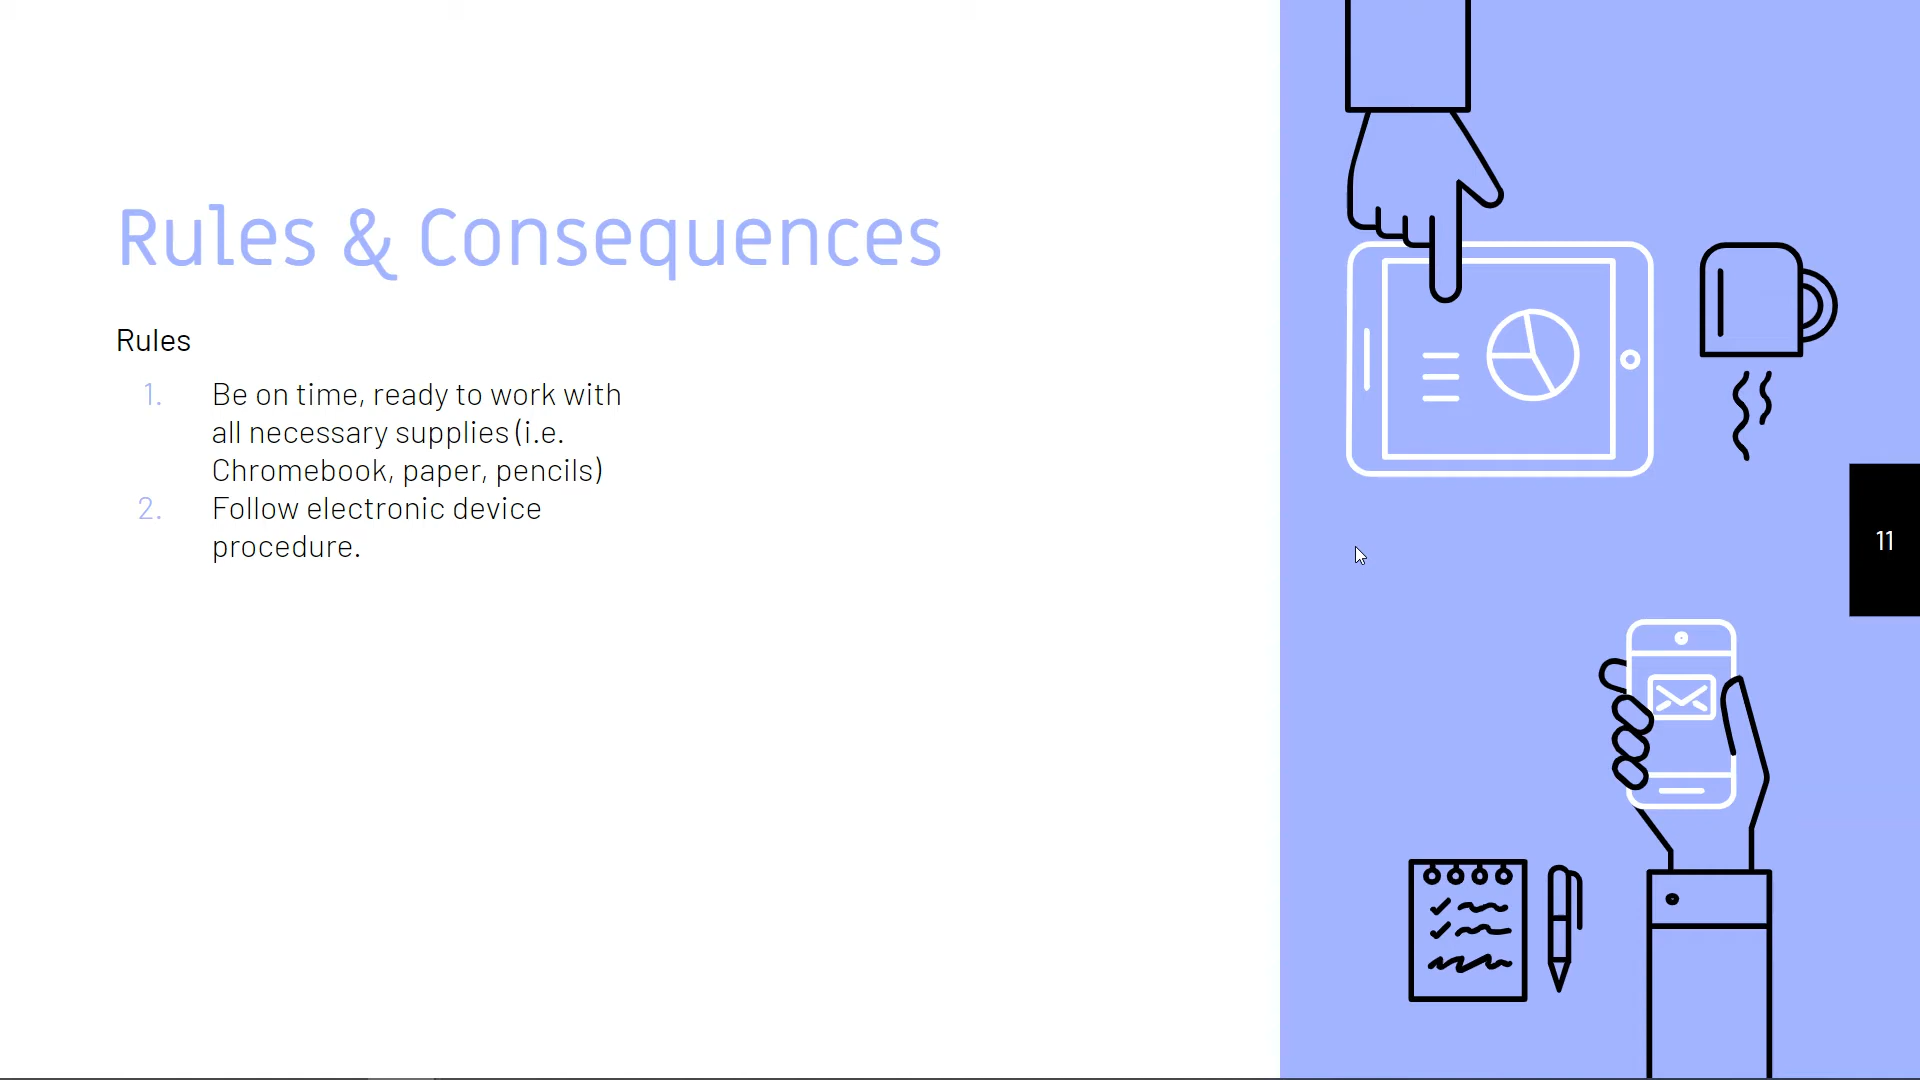 Rules & Consequences
Rules
1. Be on time, ready to work with
all necessary supplies (i.e.
Chromebook, paper, pencils)
2. Follow electronic device
procedure.
11